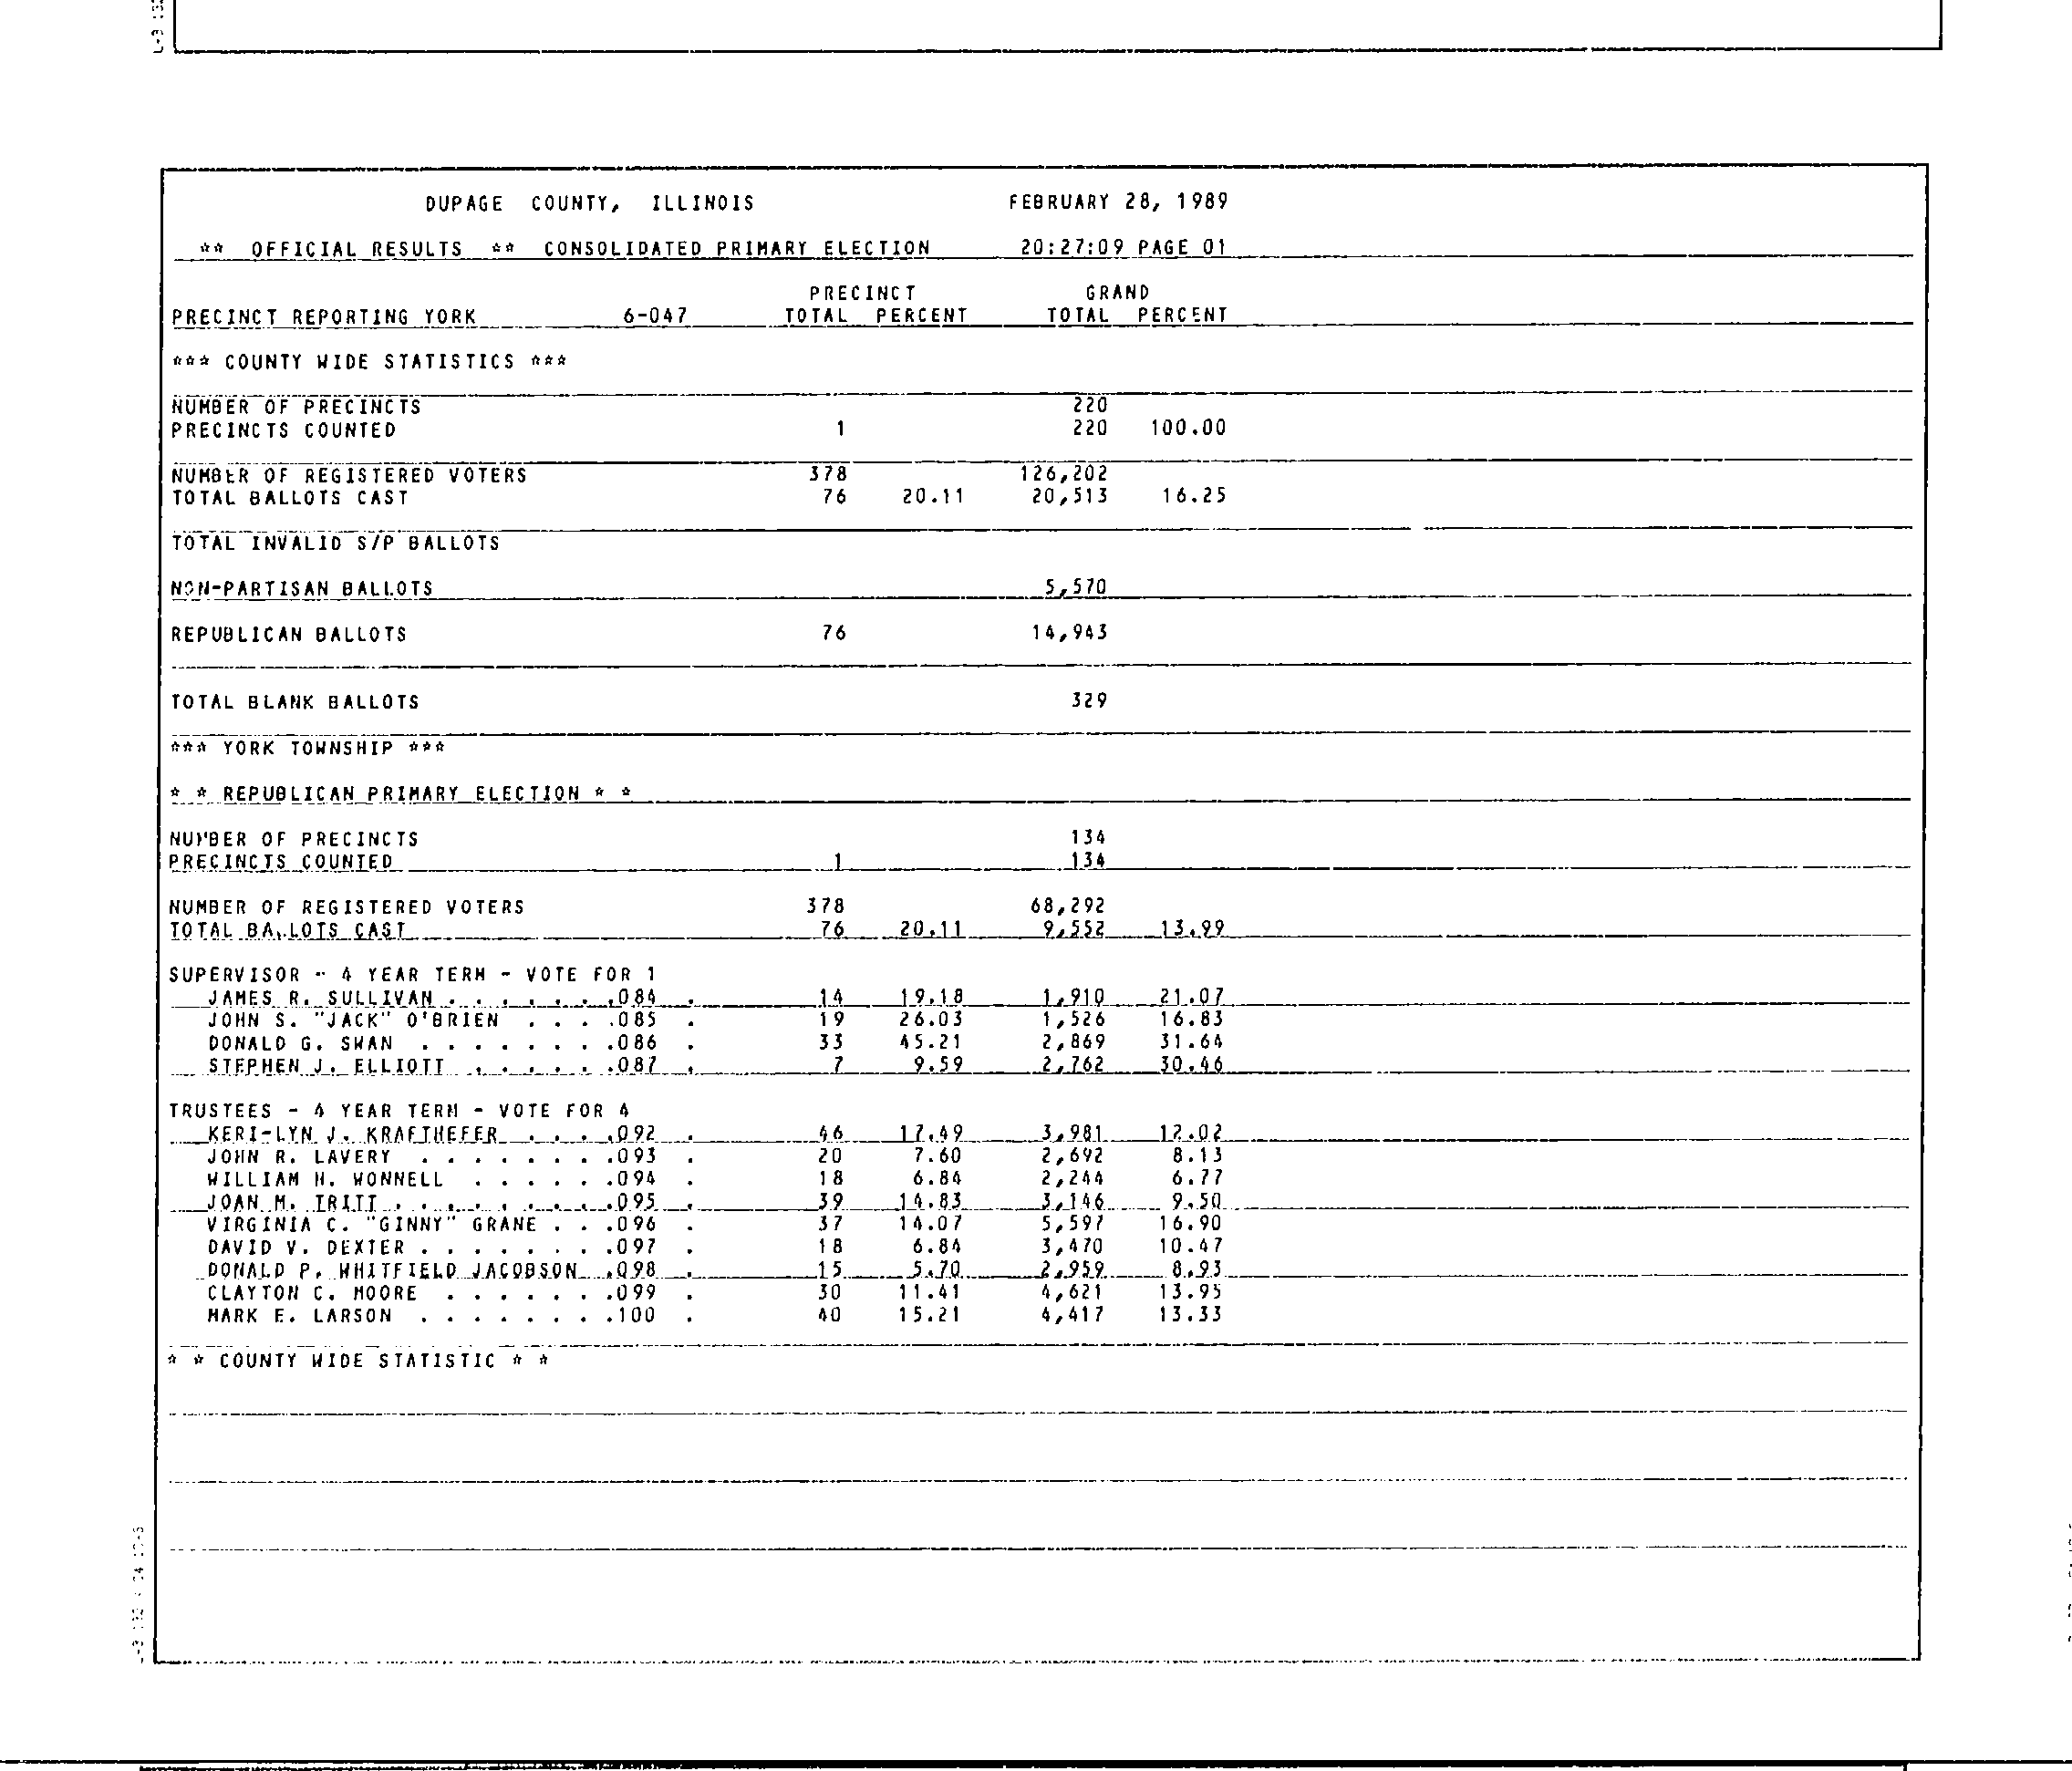 DUPAGE COUNTY, ILLINOIS FEBRUARY 28, 1989
** OFFICIAL RESULTS ** CONSOLIDATED PRIMARY ELECTION 20:27:09 PAGE 01
PRECINCT GRAND
PRECINCT REPORTING YORK 6-047 TOTAL PERCENT TOTAL PERCENT
*** COUNTY WIDE STATISTICS ***
NUMBER OF PRECINCTS 220
PRECINCTS COUNTED 1 220 100.00
NUMBER OF REGISTERED VOTERS 378 126,202
TOTAL BALLOTS CAST 76 20.11 20,513 16.25
TOTAL INVALID S/P BALLOTS
NON-PARTISAN BALLOTS 5,570
REPUBLICAN BALLOTS 76 14,943
TOTAL BLANK BALLOTS 329
*** YORK TOWNSHIP ***
* * REPUBLICAN PRIMARY ELECTION * *
NUMBER OF PRECINCTS 134
PRECINCTS COUNTED 1 134
NUMBER OF REGISTERED VOTERS 378 68,292
TOTAL BALLOTS CAST 76 20.11 9,552 13.99
SUPERVISOR - 4 YEAR TERM - VOTE FOR 1
JAMES R. SULLIVAN . . . . . . .084 . 14 19.18 1,910 21.07
JOHN S. "JACK" O'BRIEN . . . .085 . 19 26.03 1,526 16.83
DONALD G. SWAN . . . . . . . .086 . 33 45.21 2,869 31.64
STEPHEN J. ELLIOTT . . . . . .087 . 7 9.59 2,762 30.46
TRUSTEES - 4 YEAR TERM - VOTE FOR 4
KERI-LYN J. KRAFTHEFER . . . .092 . 46 17.49 3,981 12.02
JOHN R. LAVERY . . . . . . . .093 . 20 7.60 2,692 8.13
WILLIAM H. WONNELL . . . . . .094 . 18 6.84 2,244 6.77
JOAN M. TRITT . . . . . . . . .095 . 39 14.83 3,146 9.50
VIRGINIA C. "GINNY" GRANE . . .096 . 37 14.07 5,597 16.90
DAVID V. DEXTER . . . . . . . .097 . 18 6.84 3,470 10.47
DONALD P. WHITFIELD JACOBSON .098 . 15 5.70 2,959 8.93
CLAYTON C. MOORE . . . . . . .099 . 30 11.41 4,621 13.95
MARK E. LARSON . . . . . . . .100 . 40 15.21 4,417 13.33
* * COUNTY WIDE STATISTIC * *